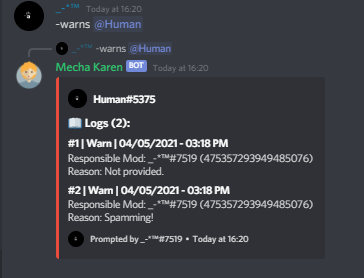 _-*™ Today at 16:20
-warns @Human
_-*™ -warns @Human
Mecha Karen BOT Today at 16:20
Human#5375
📖 Logs (2):
#1 | Warn | 04/05/2021 - 03:18 PM
Responsible Mod: _-*™#7519 (475357293949485076)
Reason: Not provided.
#2 | Warn | 04/05/2021 - 03:18 PM
Responsible Mod: _-*™#7519 (475357293949485076)
Reason: Spamming!
Prompted by _-*™#7519 • Today at 16:20